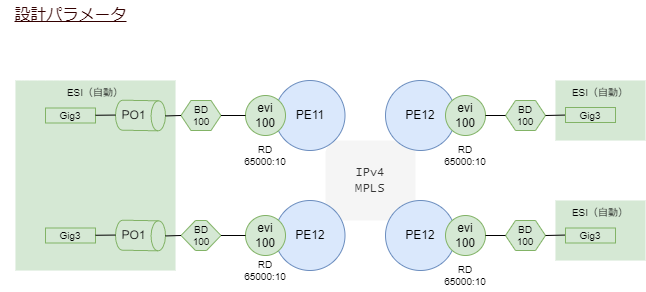 設計パラメータ
ESI（自動）
Gig3
PO1
BD
100
evi
100
PE11
RD
65000:10
PE12
evi
100
RD
65000:10
BD
100
ESI（自動）
Gig3
IPv4
MPLS
Gig3
PO1
BD
100
evi
100
PE12
RD
65000:10
PE12
evi
100
RD
65000:10
BD
100
ESI（自動）
Gig3